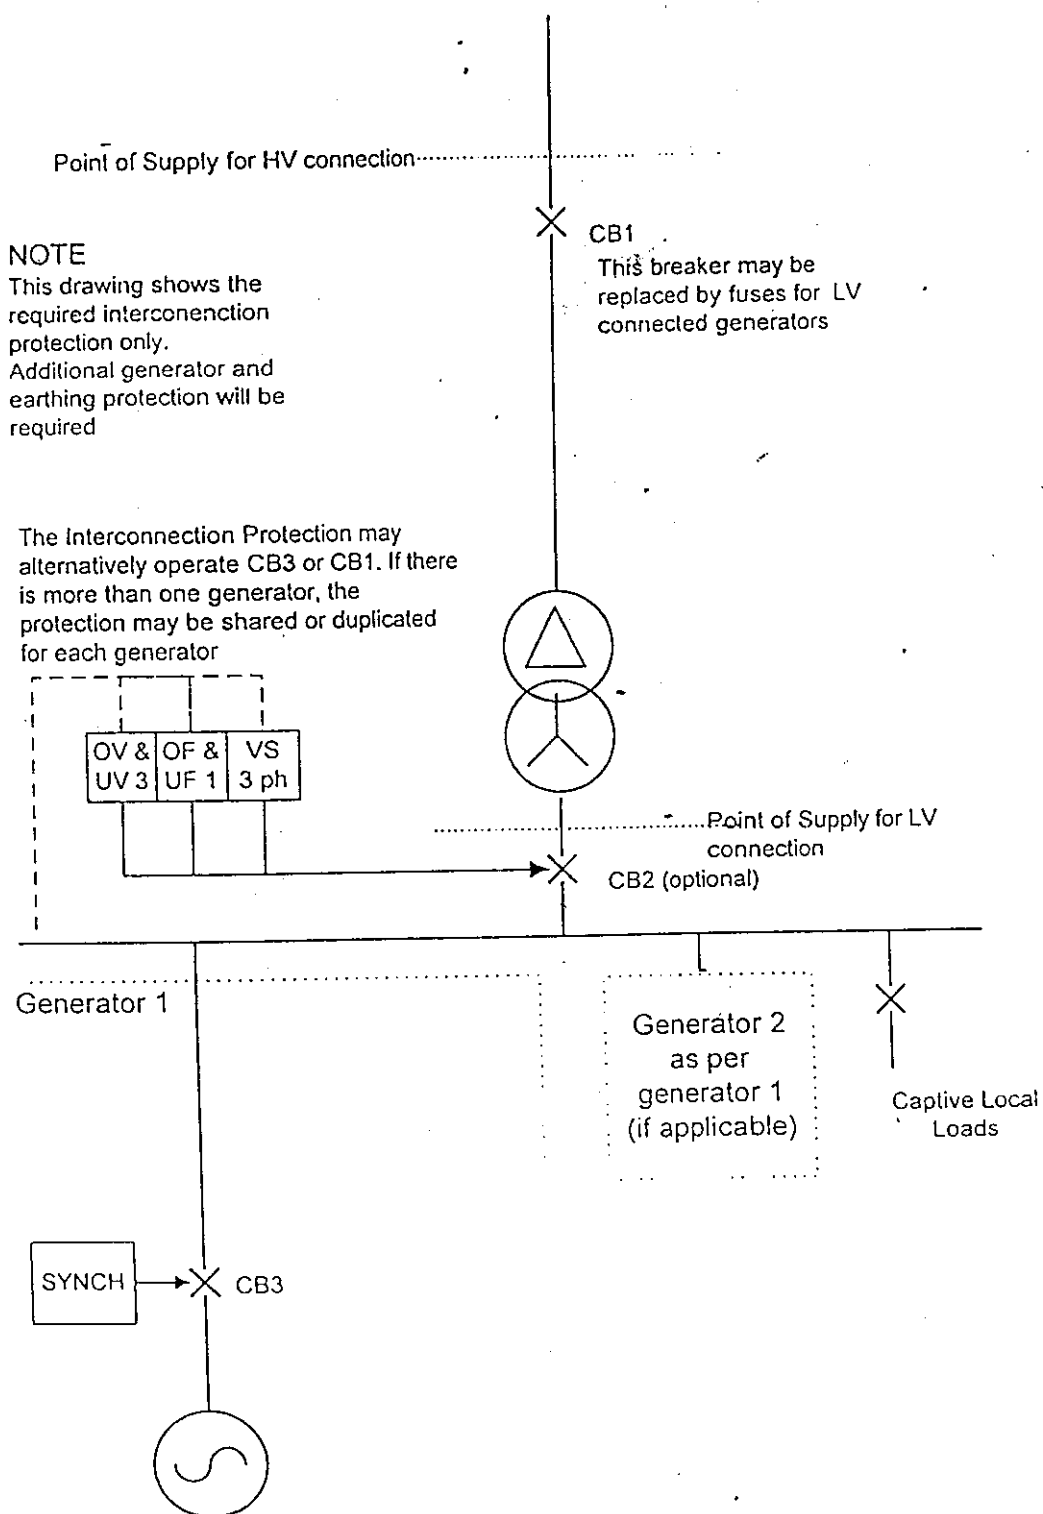 Point of Supply for HV connection
CB1
This breaker may be
replaced by fuses for LV
connected generators
NOTE
This drawing shows the
required interconenction
protection only.
Additional generator and
earthing protection will be
required
The Interconnection Protection may
alternatively operate CB3 or CB1. If there
is more than one generator, the
protection may be shared or duplicated
for each generator
OV &
UV 3
OF &
UF 1
VS
3 ph
Point of Supply for LV
connection
CB2 (optional)
Generator 1
Generator 2
as per
generator 1
(if applicable)
Captive Local
Loads
SYNCH
CB3